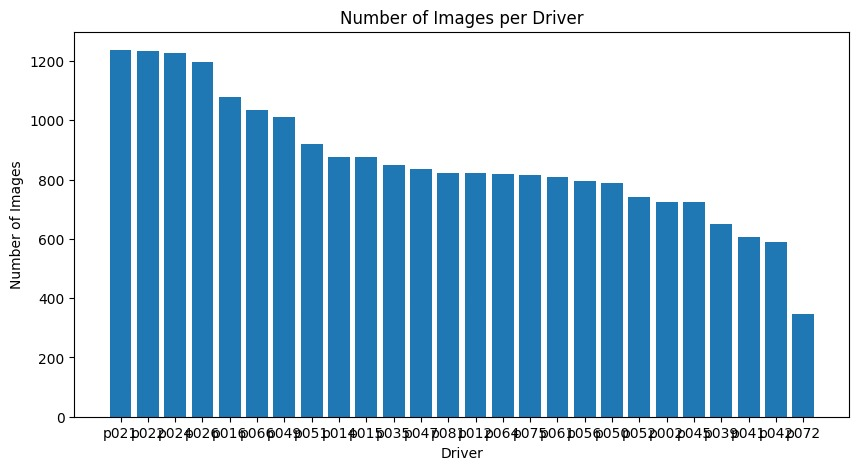 Number of Images per Driver
Number of Images
1200
1000
800
600
400
200
0
p021 p022 p024 p026 p016 p066 p049 p051 p014 p015 p035 p047 p081 p012 p064 p075 p061 p056 p050 p052 p002 p045 p039 p041 p042 p072
Driver